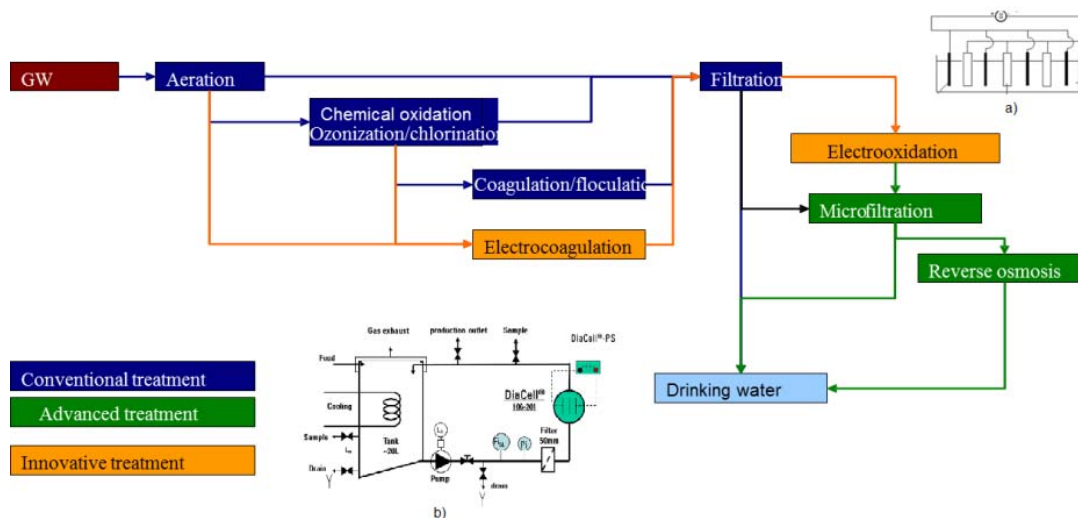 GW
Aeration
Chemical oxidation
Ozonization/chlorination
Coagulation/floculatic
Electrocoagulation
Filtration
Electrooxidation
Microfiltration
Reverse osmosis
Drinking water
a)
Conventional treatment
Advanced treatment
Innovative treatment
Gas exhaust
production outlet
Sample
DiaCell®-PS
Feed
DiaCell®
Cooling
Sample
Tank
~20L
Filter
50mm
Drain
Pump
drain
b)